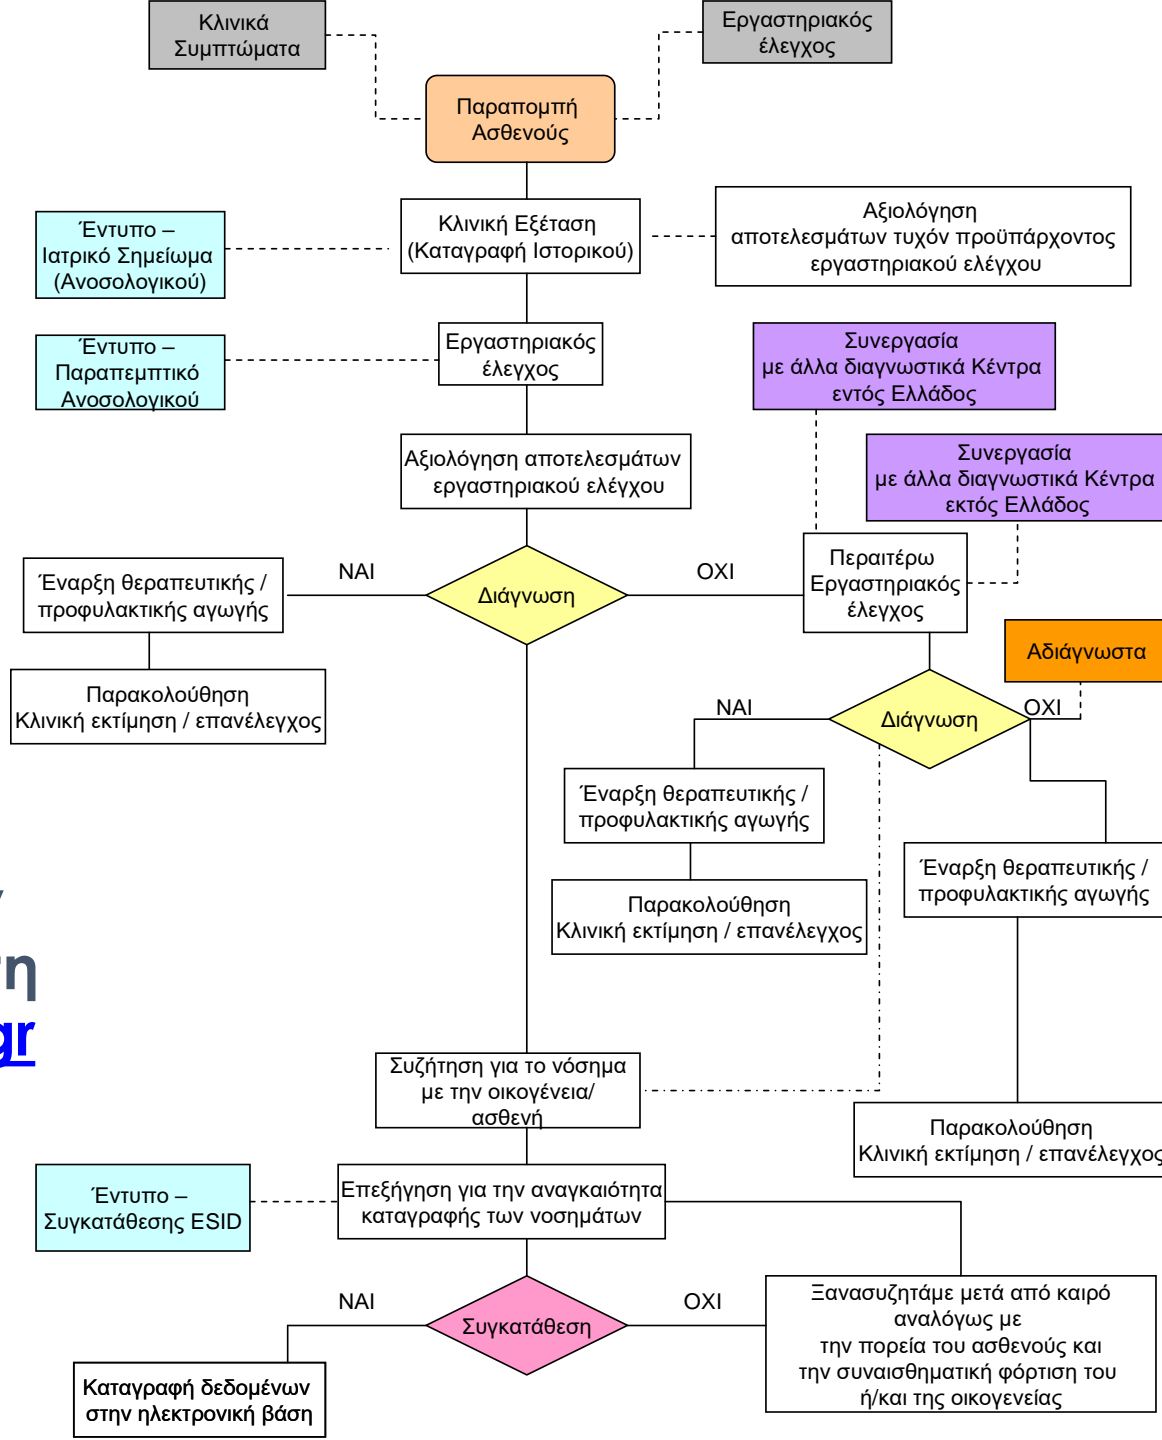 Κλινικά
Συμπτώματα
Εργαστηριακός
έλεγχος
Παραπομπή
Ασθενούς
Έντυπο –
Ιατρικό Σημείωμα
(Ανοσολογικού)
Κλινική Εξέταση
(Καταγραφή Ιστορικού)
Αξιολόγηση
αποτελεσμάτων τυχόν προϋπάρχοντος
εργαστηριακού ελέγχου
Έντυπο –
Παραπεμπτικό
Ανοσολογικού
Εργαστηριακός
έλεγχος
Συνεργασία
με άλλα διαγνωστικά Κέντρα
εντός Ελλάδος
Αξιολόγηση αποτελεσμάτων
εργαστηριακού ελέγχου
Συνεργασία
με άλλα διαγνωστικά Κέντρα
εκτός Ελλάδος
Έναρξη θεραπευτικής /
προφυλακτικής αγωγής
ΝΑΙ
Διάγνωση
ΟΧΙ
Περαιτέρω
Εργαστηριακός
έλεγχος
Αδιάγνωστα
Παρακολούθηση
Κλινική εκτίμηση / επανέλεγχος
ΝΑΙ
Διάγνωση
ΟΧΙ
Έναρξη θεραπευτικής /
προφυλακτικής αγωγής
Έναρξη θεραπευτικής /
προφυλακτικής αγωγής
Παρακολούθηση
Κλινική εκτίμηση / επανέλεγχος
τη
gr
Συζήτηση για το νόσημα
με την οικογένεια/
ασθενή
Παρακολούθηση
Κλινική εκτίμηση / επανέλεγχος
Έντυπο –
Συγκατάθεσης ESID
Επεξήγηση για την αναγκαιότητα
καταγραφής των νοσημάτων
ΝΑΙ
Συγκατάθεση
ΟΧΙ
Ξανασυζητάμε μετά από καιρό
αναλόγως με
την πορεία του ασθενούς και
την συναισθηματική φόρτιση του
ή/και της οικογενείας
Καταγραφή δεδομένων
στην ηλεκτρονική βάση